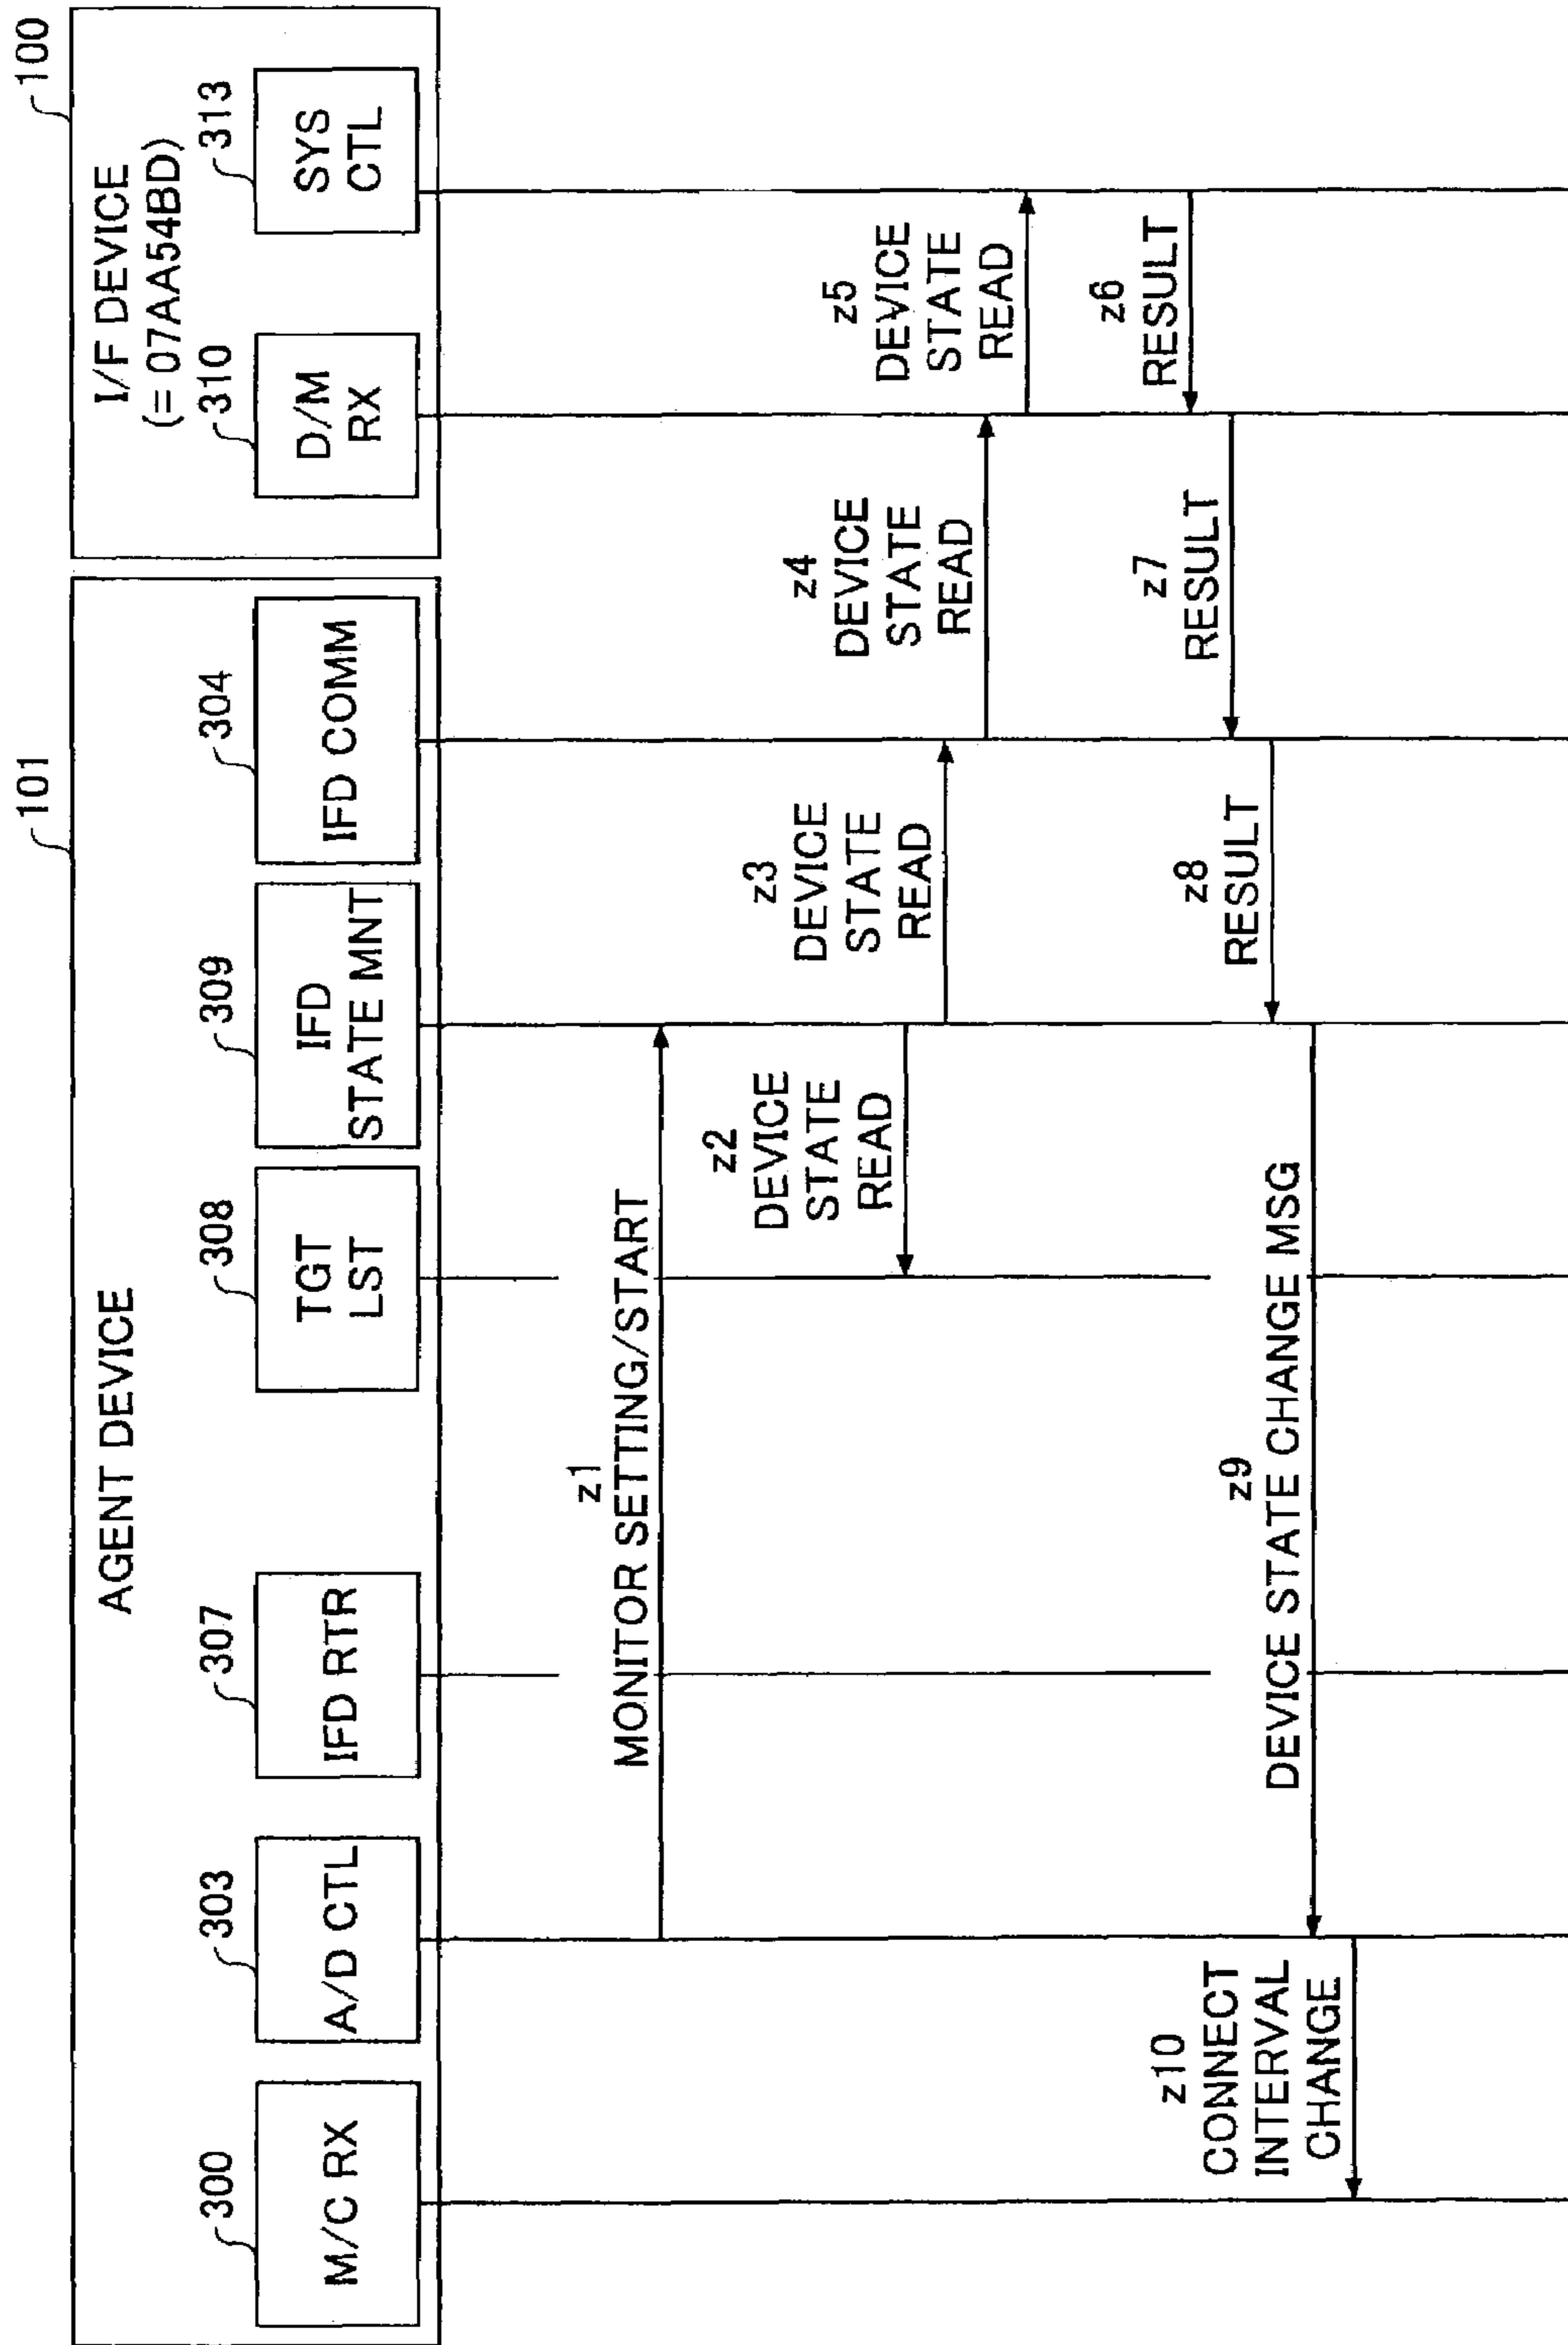 101
100
AGENT DEVICE
I/F DEVICE
(= 07AA54BD)
300
303
307
308
309
304
310
313
M/C RX
A/D CTL
IFD RTR
TGT
LST
IFD
STATE MNT
IFD COMM
D/M
RX
SYS
CTL
z1
MONITOR SETTING/START
z2
DEVICE
STATE
READ
z3
DEVICE
STATE
READ
z4
DEVICE
STATE
READ
z5
DEVICE
STATE
READ
z6
RESULT
z7
RESULT
z8
RESULT
z9
DEVICE STATE CHANGE MSG
z10
CONNECT
INTERVAL
CHANGE